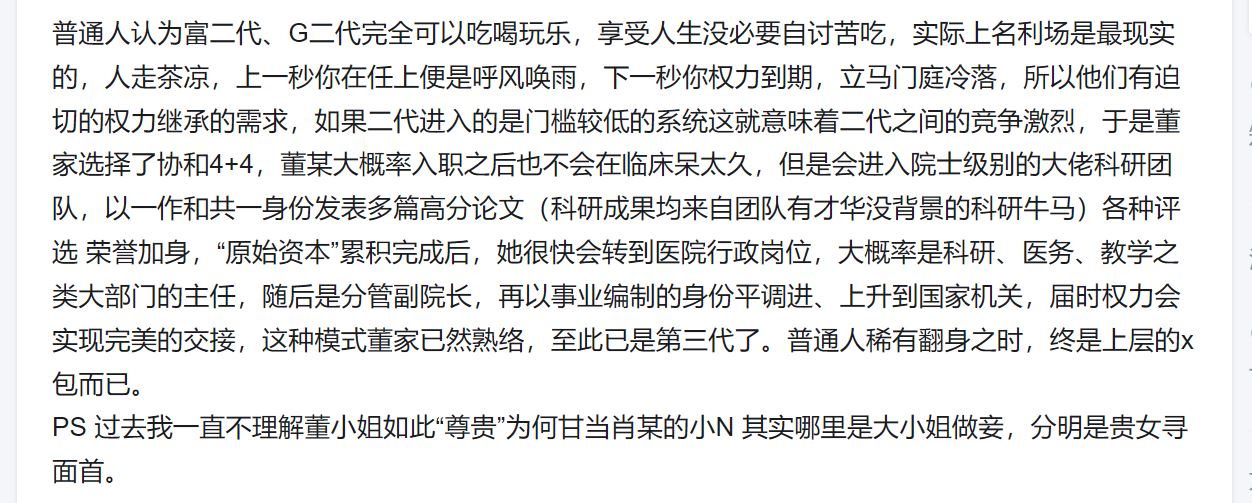 普通人认为富二代、G二代完全可以吃喝玩乐，享受人生没必要自讨苦吃，实际上名利场是最现实
的，人走茶凉，上一秒你在任上便是呼风唤雨，下一秒你权力到期，立马门庭冷落，所以他们有迫
切的权力继承的需求，如果二代进入的是门槛较低的系统这就意味着二代之间的竞争激烈，于是董
家选择了协和4+4，董某大概率入职之后也不会在临床呆太久，但是会进入院士级别的大佬科研团
队，以一作和共一身份发表多篇高分论文（科研成果均来自团队有才华没背景的科研牛马）各种评
选 荣誉加身，“原始资本”累积完成后，她很快会转到医院行政岗位，大概率是科研、医务、教学之
类大部门的主任，随后是分管副院长，再以事业编制的身份平调进、上升到国家机关，届时权力会
实现完美的交接，这种模式董家已然熟络，至此已是第三代了。普通人稀有翻身之时，终是上层的x
包而已。
PS 过去我一直不理解董小姐如此“尊贵”为何甘当肖某的小N 其实哪里是大小姐做妾，分明是贵女寻
面首。